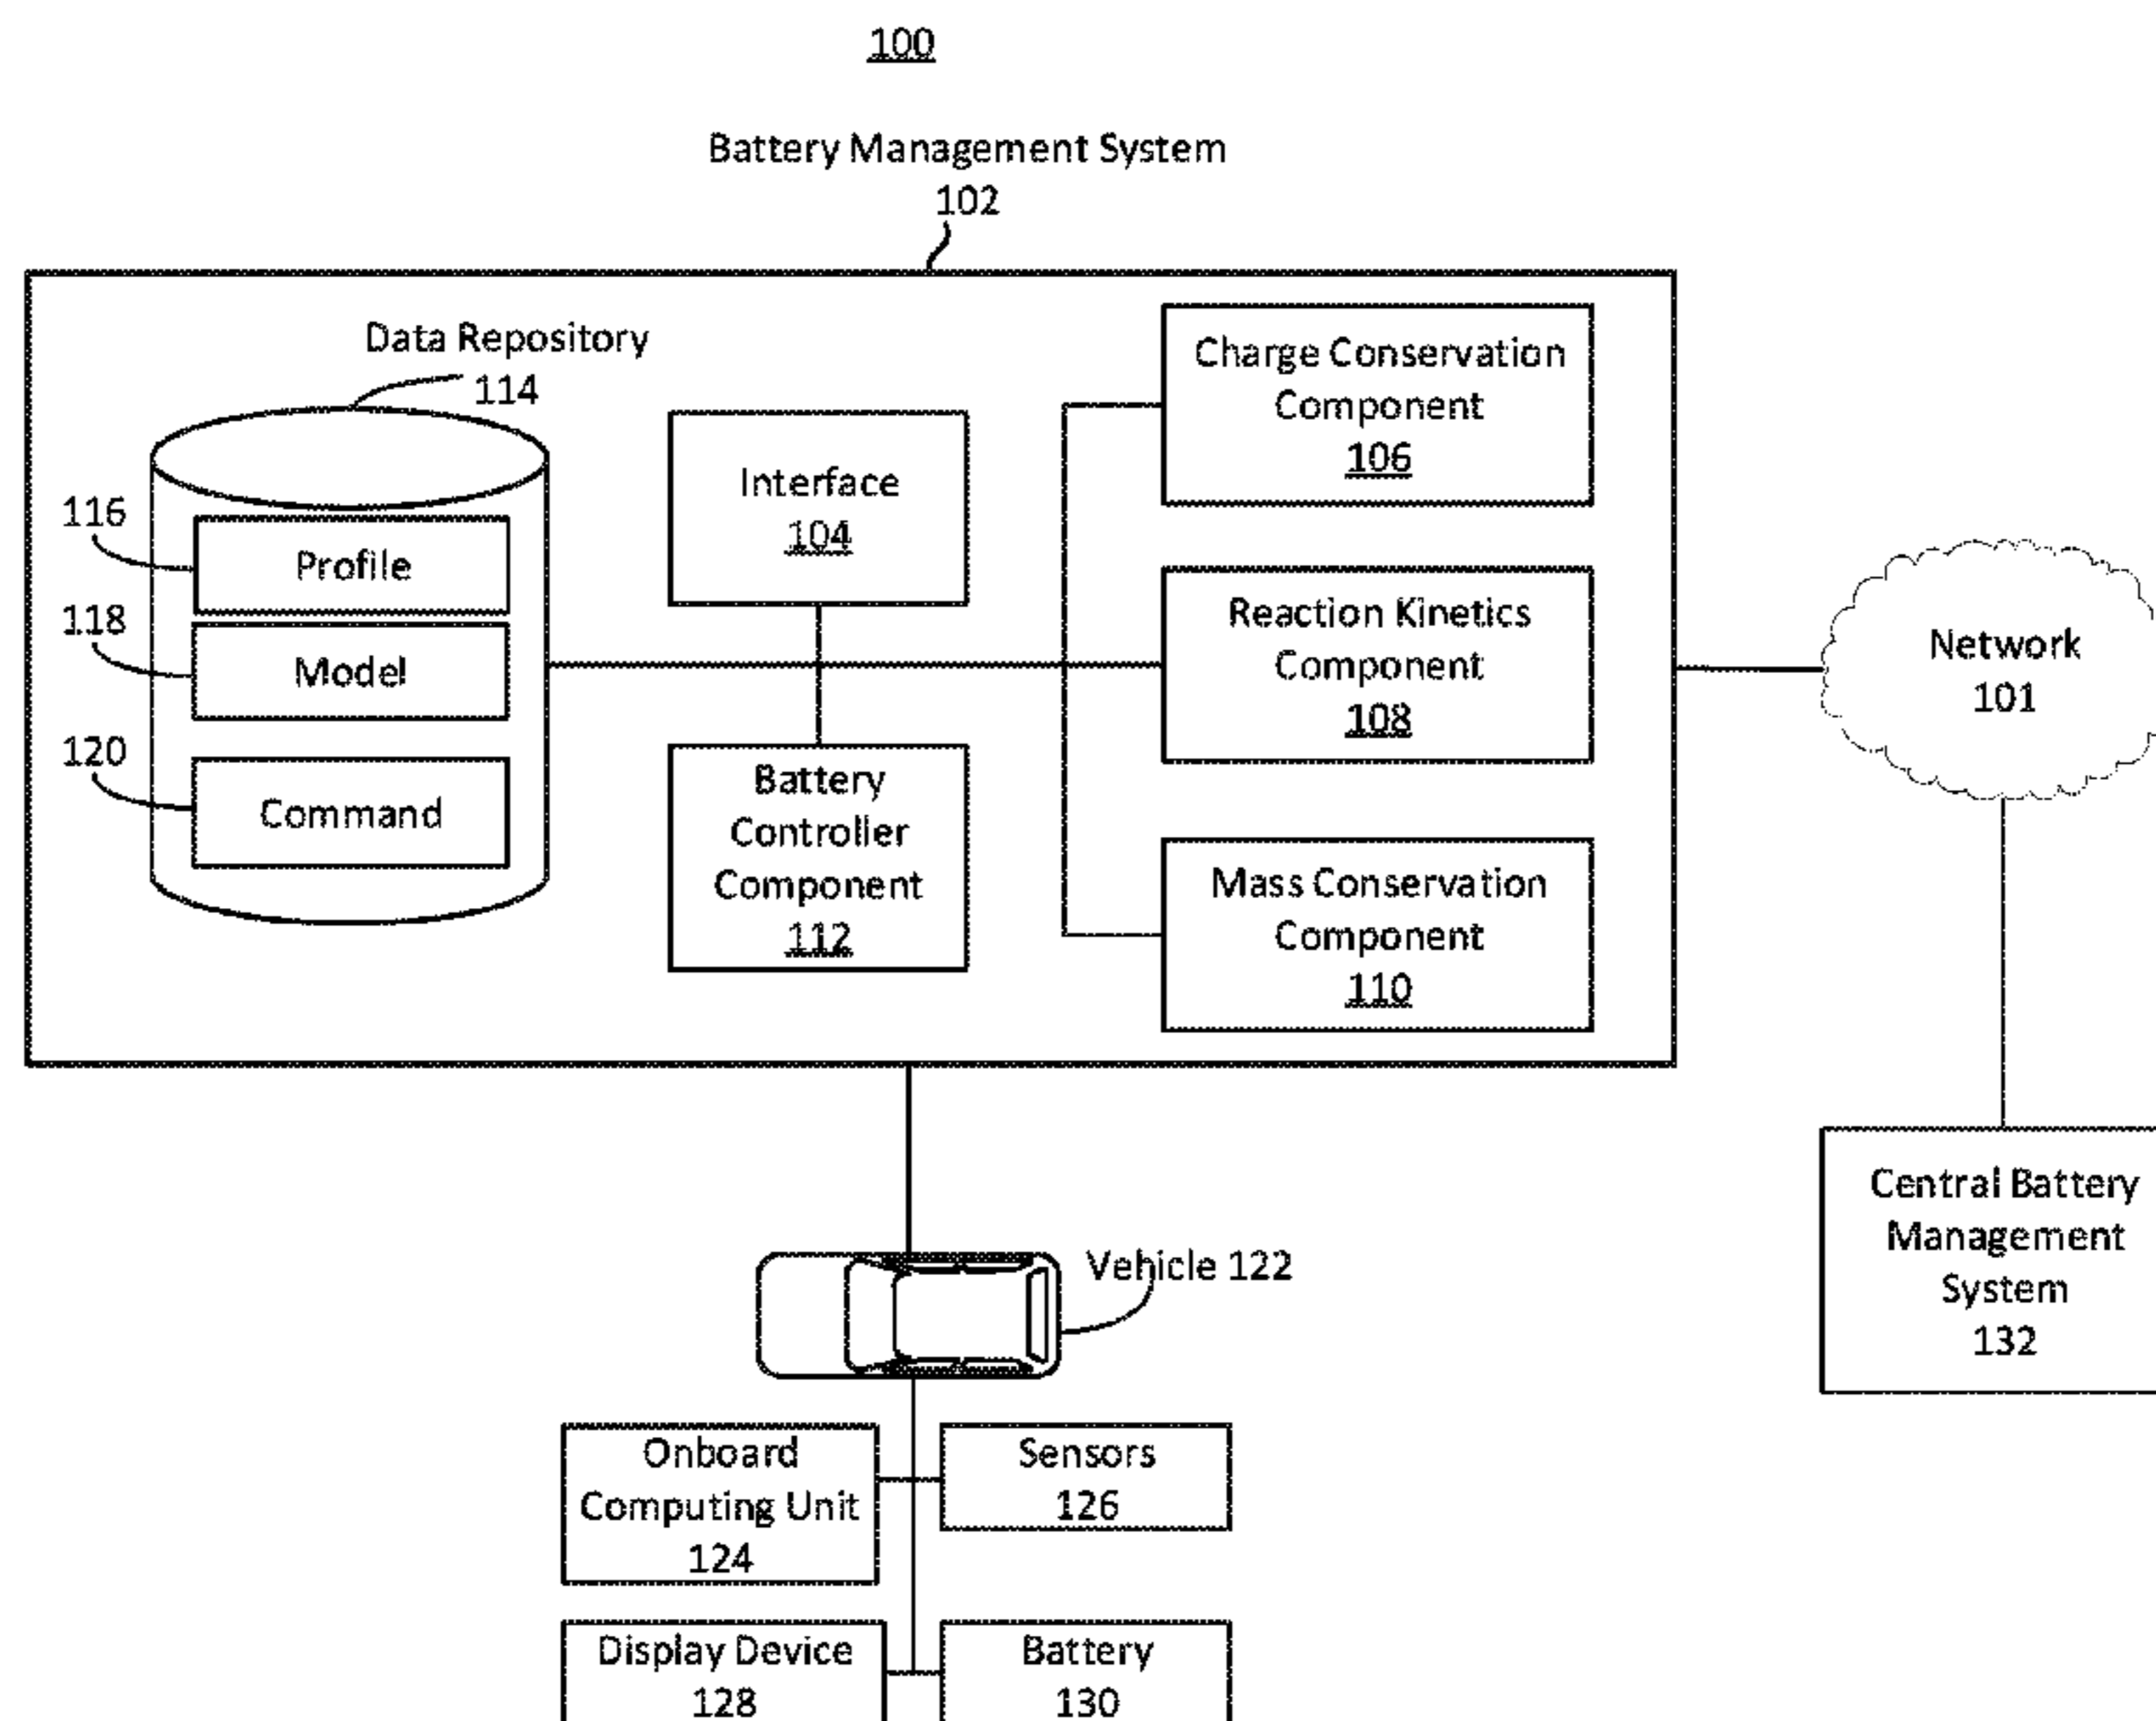 100
Battery Management System
102
Data Repository
114
116
Profile
118
Model
120
Command
Interface
104
Battery
Controller
Component
112
Charge Conservation
Component
106
Reaction Kinetics
Component
108
Mass Conservation
Component
110
Network
101
Central Battery
Management
System
132
Vehicle 122
Onboard
Computing Unit
124
Sensors
126
Display Device
128
Battery
130